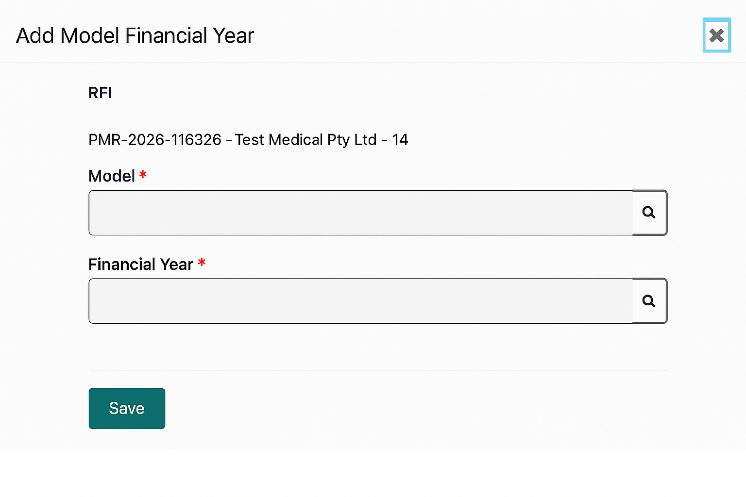 Add Model Financial Year
RFI
PMR-2026-116326 - Test Medical Pty Ltd - 14
Model *
Financial Year *
Save